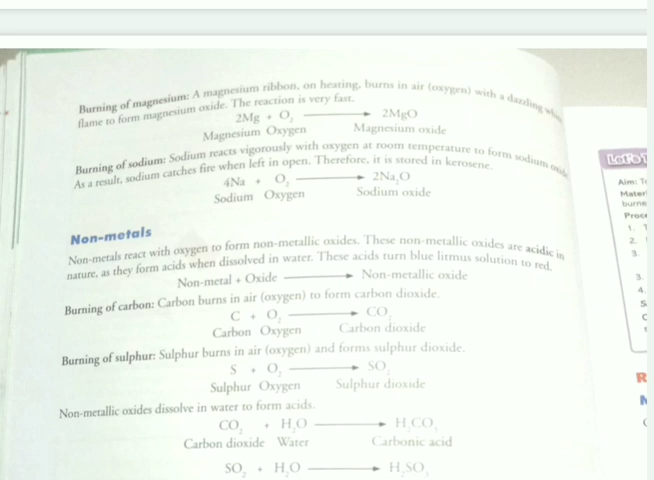 Burning of magnesium: A magnesium ribbon, on heating, burns in air (oxygen) with a dazzling
flame to form magnesium oxide. The reaction is very fast.
2Mg + O₂ → 2MgO
Magnesium Oxygen Magnesium oxide
Burning of sodium: Sodium reacts vigorously with oxygen at room temperature to form sodium oxide
As a result, sodium catches fire when left in open. Therefore, it is stored in kerosene.
4Na + O₂ → 2Na₂O
Sodium Oxygen Sodium oxide
Non-metals
Non-metals react with oxygen to form non-metallic oxides. These non-metallic oxides are acidic in
nature, as they form acids when dissolved in water. These acids turn blue litmus solution to red.
Non-metal + Oxide → Non-metallic oxide
Burning of carbon: Carbon burns in air (oxygen) to form carbon dioxide.
C + O₂ → CO₂
Carbon Oxygen Carbon dioxide
Burning of sulphur: Sulphur burns in air (oxygen) and forms sulphur dioxide.
S + O₂ → SO₂
Sulphur Oxygen Sulphur dioxide
Non-metallic oxides dissolve in water to form acids.
CO₂ + H₂O → H₂CO₃
Carbon dioxide Water Carbonic acid
SO₂ + H₂O → H₂SO₃
Aim:
1.
2.
3.
3.
4.